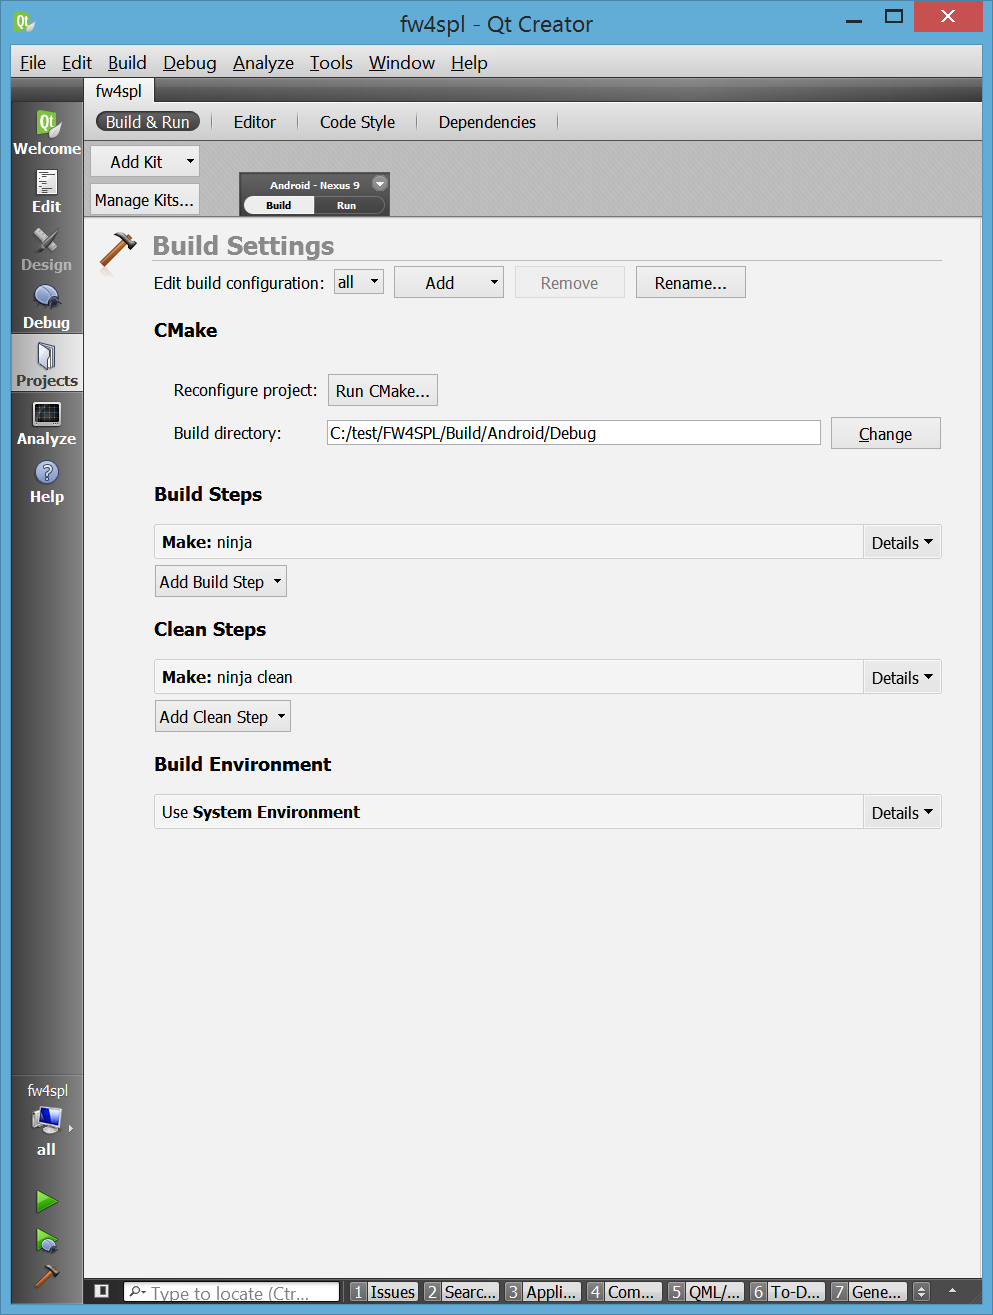 fw4spl - Qt Creator
File Edit Build Debug Analyze Tools Window Help
fw4spl
Build & Run Editor Code Style Dependencies
Add Kit
Manage Kits...
Android - Nexus 9
Build Run
Qt
Welcome
Edit
Design
Debug
Projects
Analyze
Help
Build Settings
Edit build configuration: all Add Remove Rename...
CMake
Reconfigure project: Run CMake...
Build directory: C:/test/FW4SPL/Build/Android/Debug Change
Build Steps
Make: ninja Details
Add Build Step
Clean Steps
Make: ninja clean Details
Add Clean Step
Build Environment
Use System Environment Details
fw4spl
all
Type to locate (Ctr... 1 Issues 2 Searc... 3 Appli... 4 Com... 5 QML/... 6 To-D... 7 Gene...